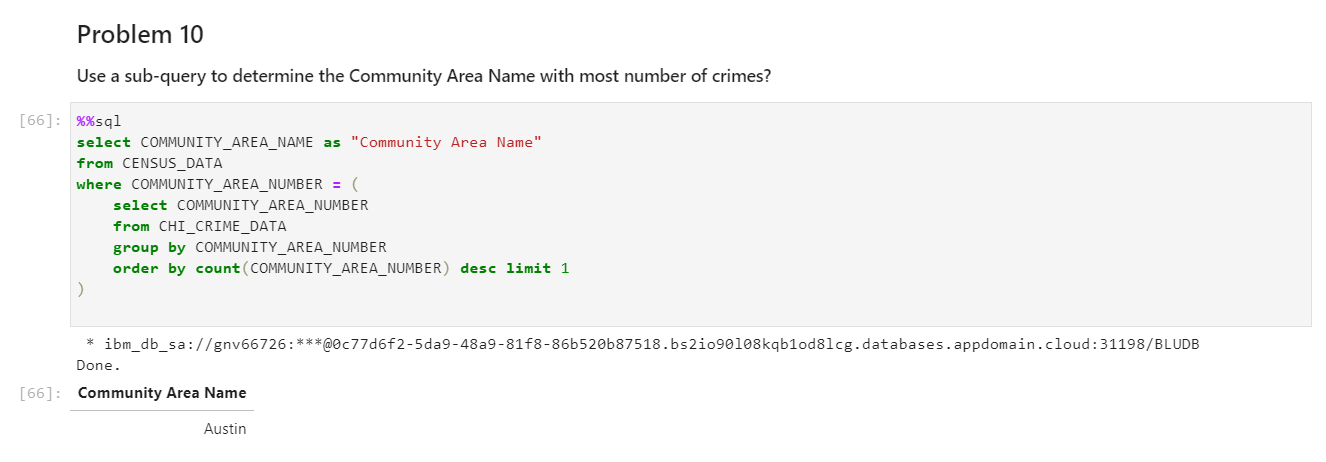 Problem 10
Use a sub-query to determine the Community Area Name with most number of crimes?
[66]: %%sql
select COMMUNITY_AREA_NAME as "Community Area Name"
from CENSUS_DATA
where COMMUNITY_AREA_NUMBER = (
    select COMMUNITY_AREA_NUMBER
    from CHI_CRIME_DATA
    group by COMMUNITY_AREA_NUMBER
    order by count(COMMUNITY_AREA_NUMBER) desc limit 1
)
* ibm_db_sa://gnv66726:***@0c77d6f2-5da9-48a9-81f8-86b520b87518.bs2io90l08kqb1od8lcg.databases.appdomain.cloud:31198/BLUDB
Done.
[66]: Community Area Name
Austin